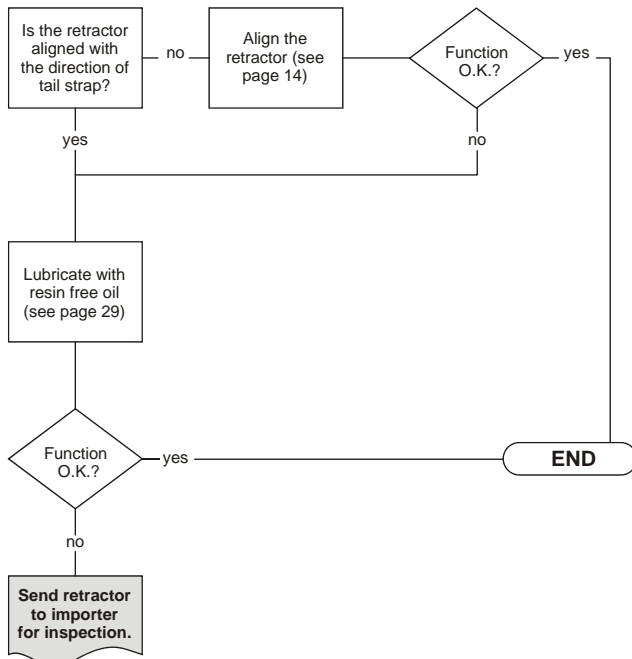 Is the retractor
aligned with
the direction of
tail strap?
no
Align the
retractor (see
page 14)
Function
O.K.?
yes
yes
no
Lubricate with
resin free oil
(see page 29)
Function
O.K.?
yes
END
no
Send retractor
to importer
for inspection.